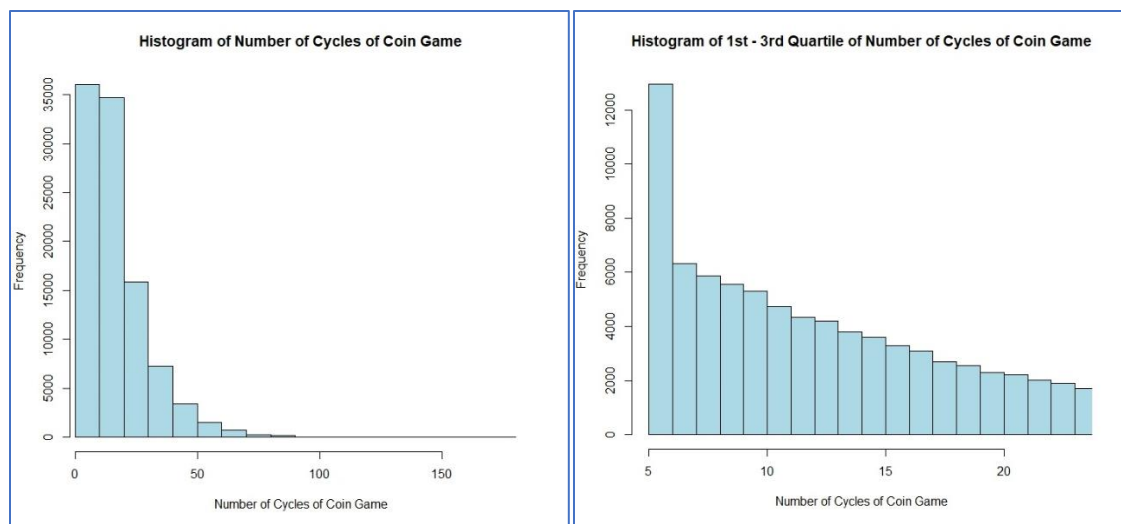 Histogram of Number of Cycles of Coin Game
Frequency
35000
30000
25000
20000
15000
10000
5000
0
0 50 100 150
Number of Cycles of Coin Game
Histogram of 1st - 3rd Quartile of Number of Cycles of Coin Game
Frequency
12000
10000
8000
6000
4000
2000
0
5 10 15 20
Number of Cycles of Coin Game